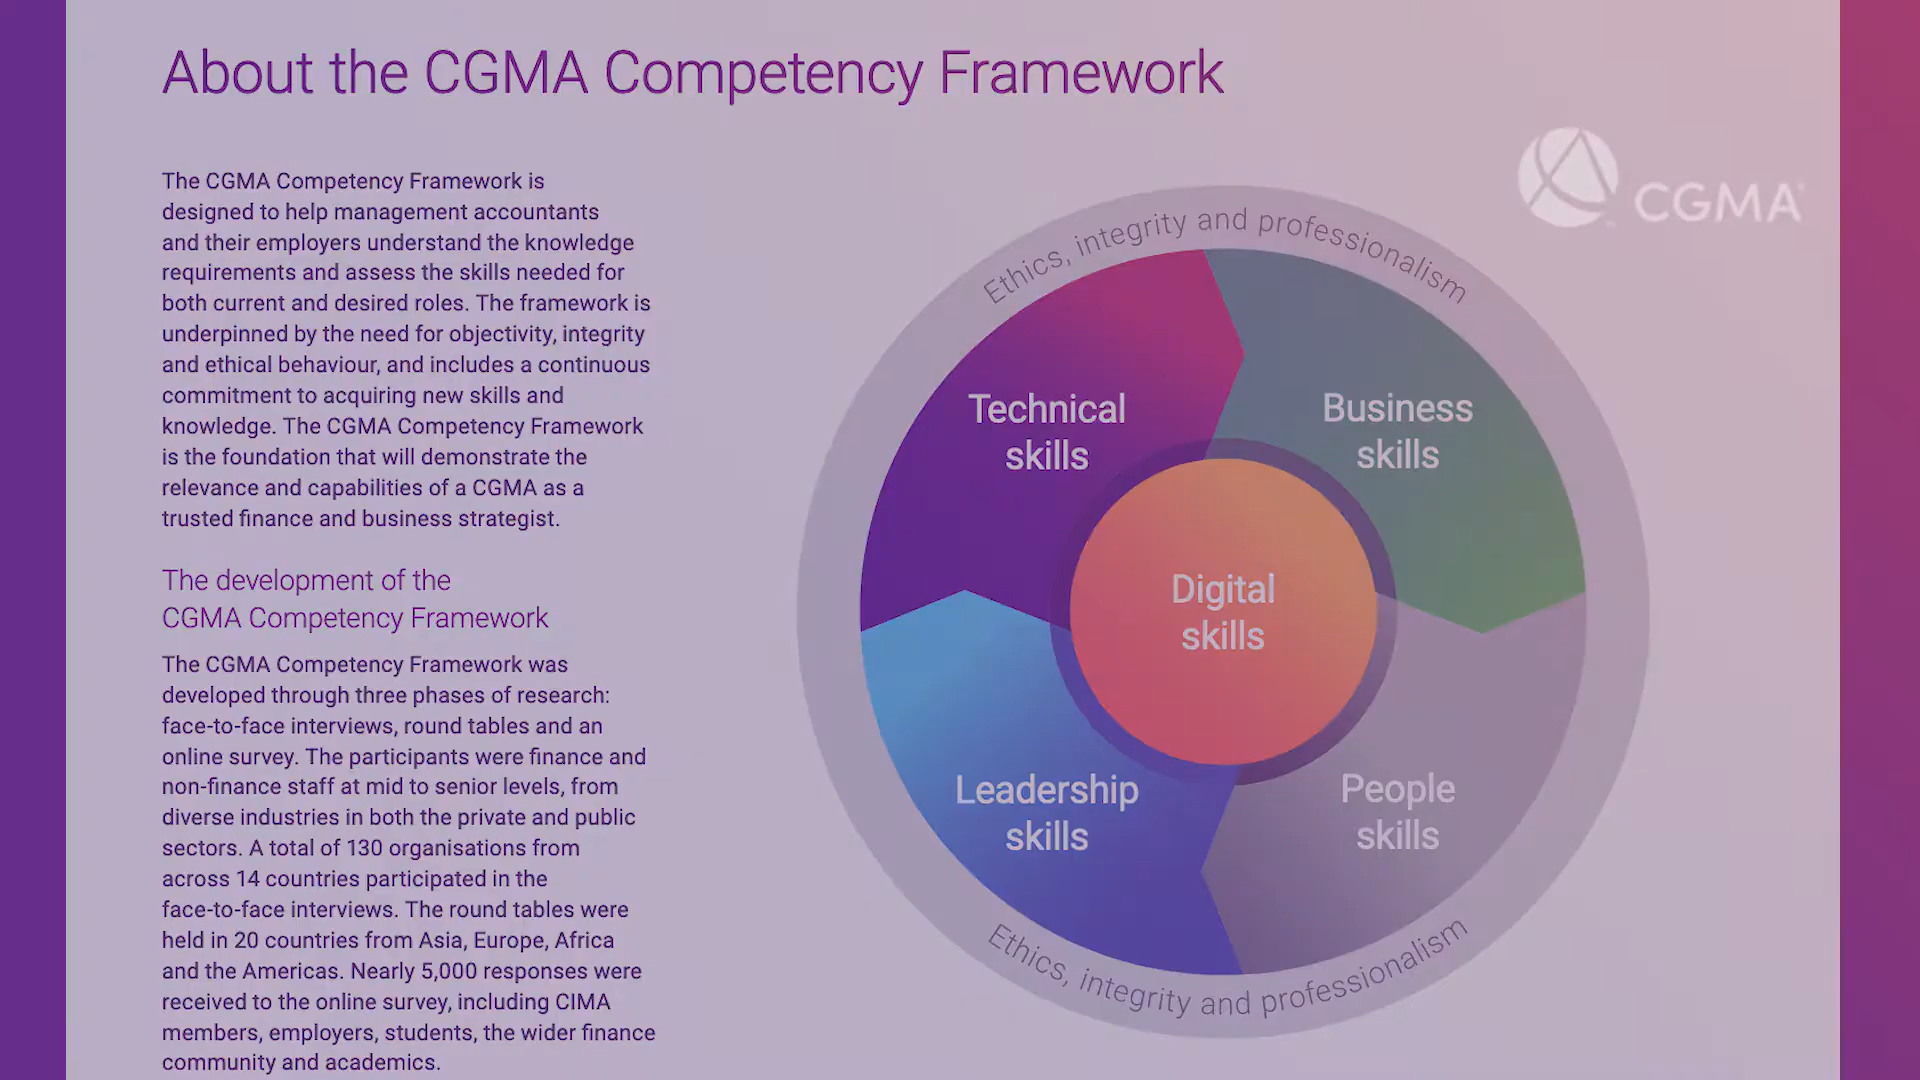 About the CGMA Competency Framework
The CGMA Competency Framework is
designed to help management accountants
and their employers understand the knowledge
requirements and assess the skills needed for
both current and desired roles. The framework is
underpinned by the need for objectivity, integrity
and ethical behaviour, and includes a continuous
commitment to acquiring new skills and
knowledge. The CGMA Competency Framework
is the foundation that will demonstrate the
relevance and capabilities of a CGMA as a
trusted finance and business strategist.
The development of the
CGMA Competency Framework
The CGMA Competency Framework was
developed through three phases of research:
face-to-face interviews, round tables and an
online survey. The participants were finance and
non-finance staff at mid to senior levels, from
diverse industries in both the private and public
sectors. A total of 130 organisations from
across 14 countries participated in the
face-to-face interviews. The round tables were
held in 20 countries from Asia, Europe, Africa
and the Americas. Nearly 5,000 responses were
received to the online survey, including CIMA
members, employers, students, the wider finance
community and academics.
CGMA
Ethics, integrity and professionalism
Technical
skills
Business
skills
Digital
skills
Leadership
skills
People
skills
Ethics, integrity and professionalism